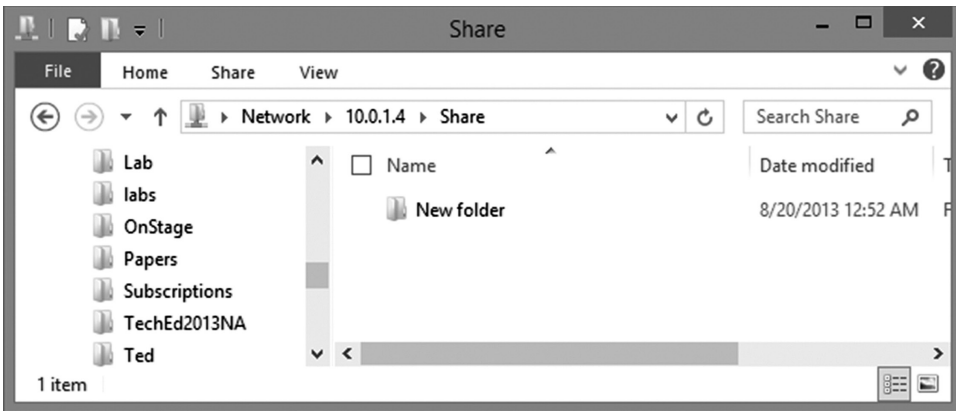 Share
File Home Share View
Network 10.0.1.4 Share
Search Share
Lab
labs
OnStage
Papers
Subscriptions
TechEd2013NA
Ted
Name Date modified
New folder 8/20/2013 12:52 AM
1 item